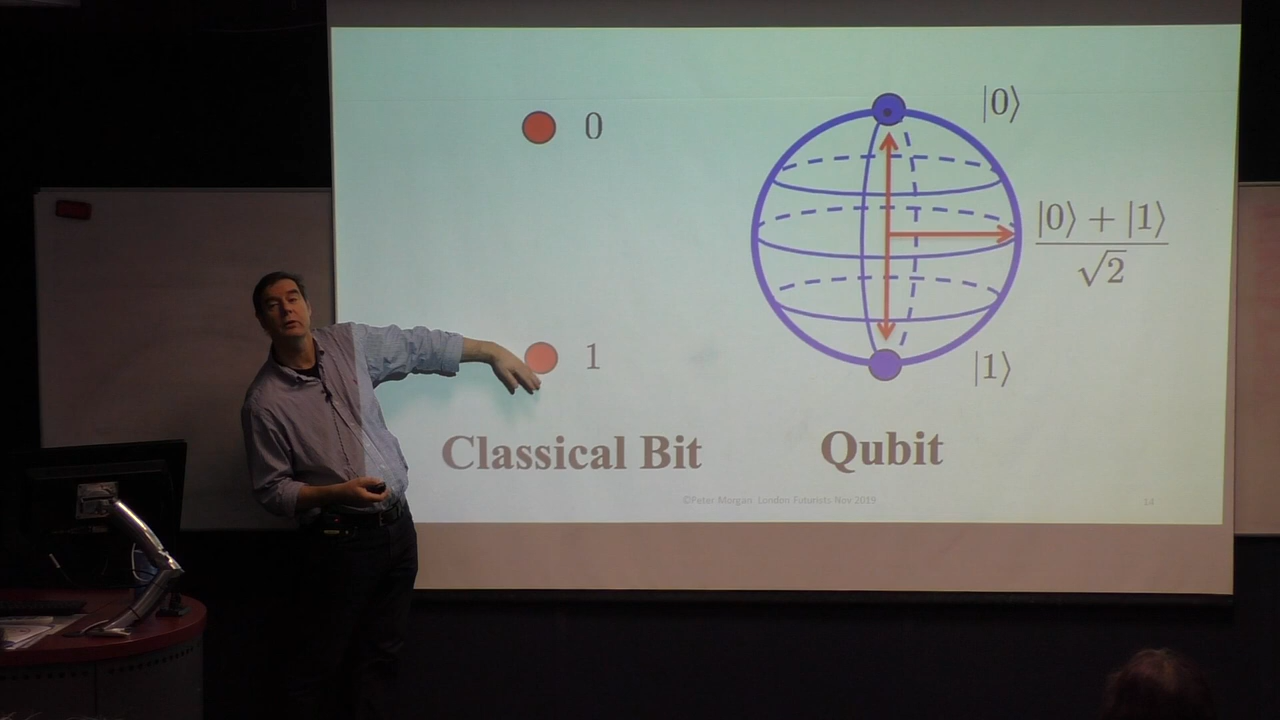 0
|0⟩
|0⟩ + |1⟩
√2
1
|1⟩
Classical Bit
Qubit
©Peter Morgan London Futurists Nov 2019
14